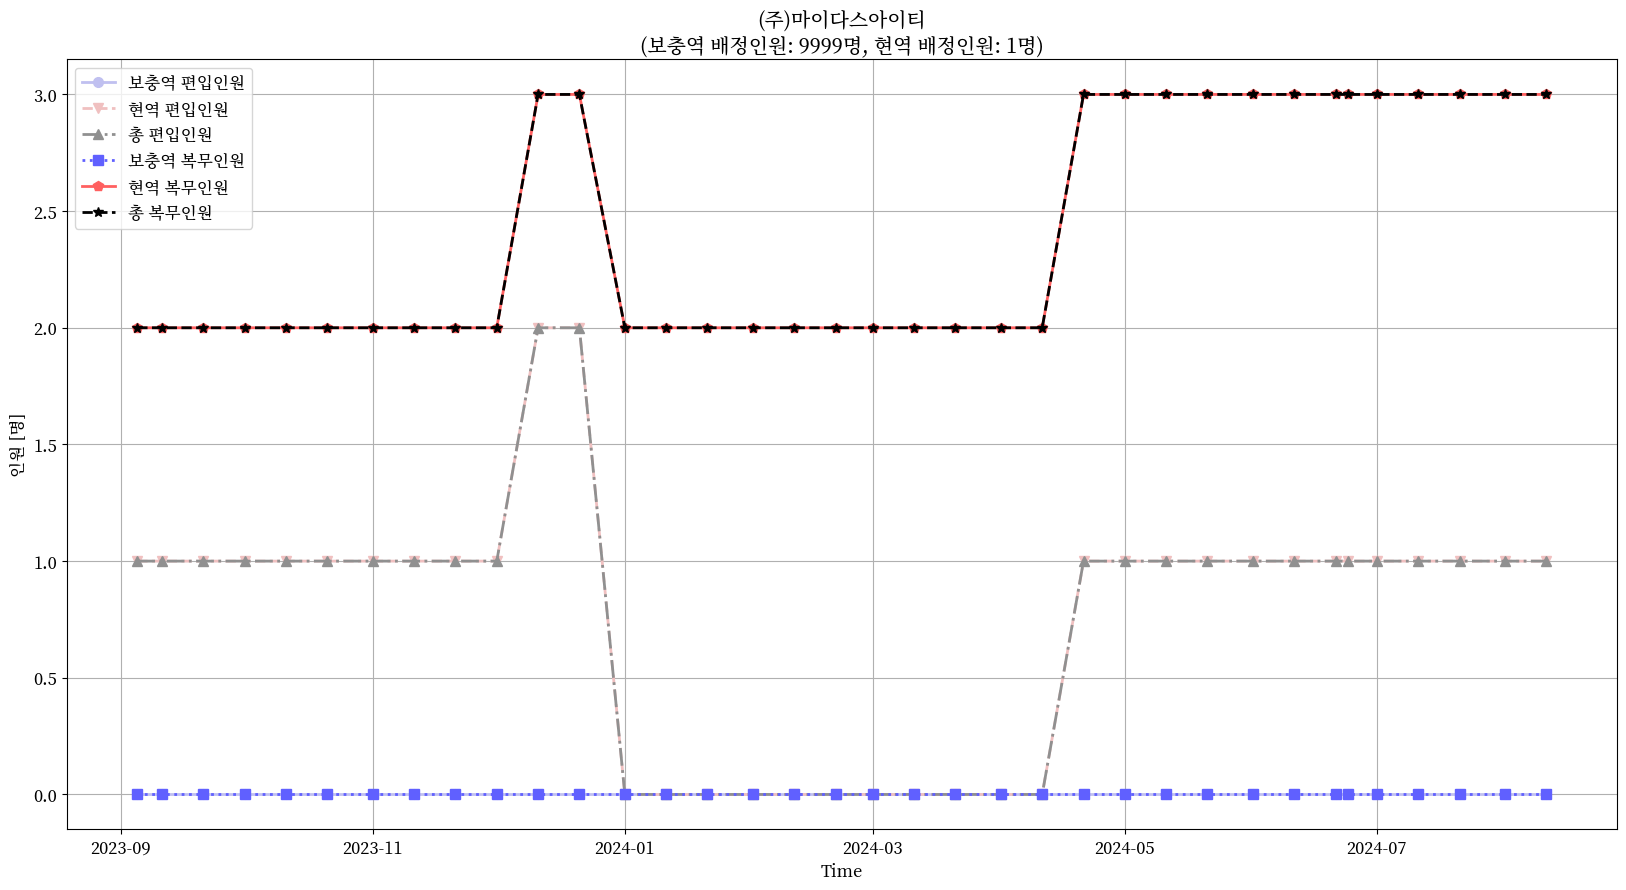 (주)마이다스아이티
(보충역 배정인원: 9999명, 현역 배정인원: 1명)
보충역 편입인원
현역 편입인원
총 편입인원
보충역 복무인원
현역 복무인원
총 복무인원
3.0
2.5
2.0
1.5
1.0
0.5
0.0
인원 [명]
2023-09 2023-11 2024-01 2024-03 2024-05 2024-07
Time